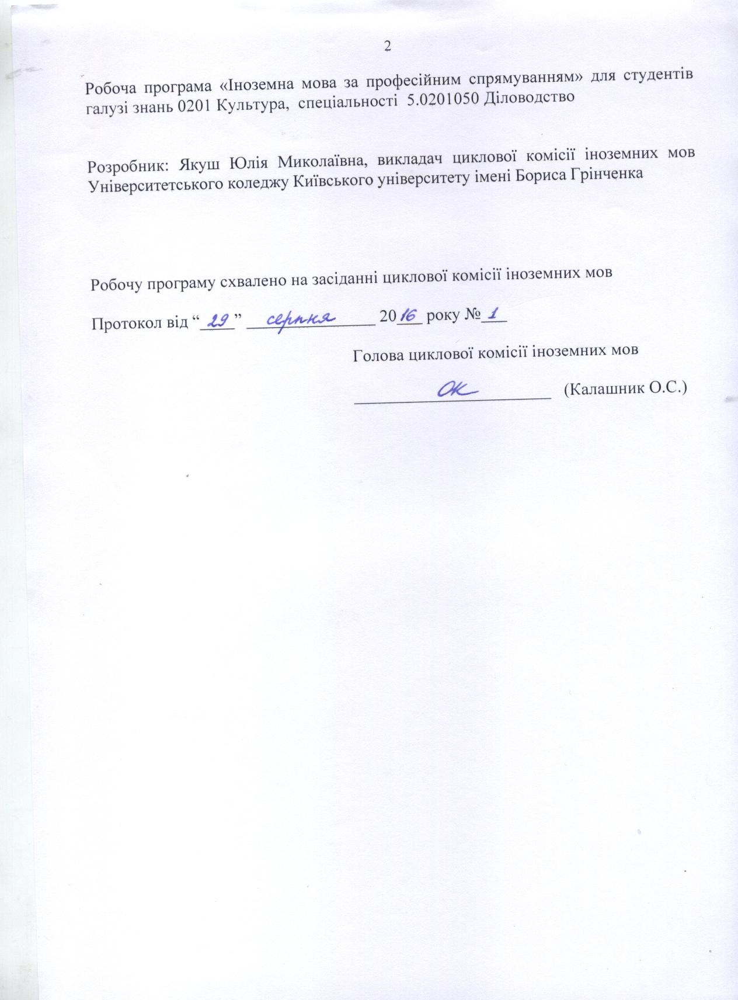 2
Робоча програма «Іноземна мова за професійним спрямуванням» для студентів
галузі знань 0201 Культура, спеціальності 5.0201050 Діловодство
Розробник: Якуш Юлія Миколаївна, викладач циклової комісії іноземних мов
Університетського коледжу Київського університету імені Бориса Грінченка
Робочу програму схвалено на засіданні циклової комісії іноземних мов
Протокол від “29” серпня 2016 року №1
Голова циклової комісії іноземних мов
ОК (Калашник О.С.)